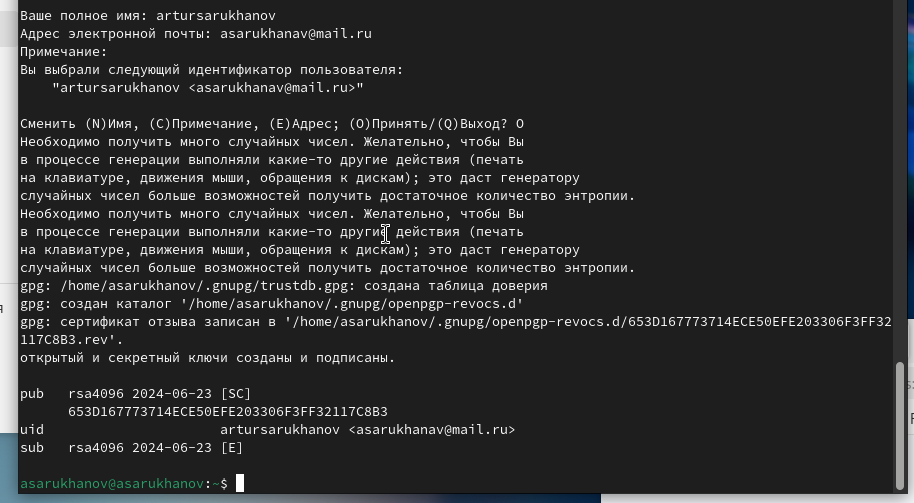 Ваше полное имя: artursarukhanov
Адрес электронной почты: asarukhanav@mail.ru
Примечание:
Вы выбрали следующий идентификатор пользователя:
    "artursarukhanov <asarukhanav@mail.ru>"

Сменить (N)Имя, (C)Примечание, (E)Адрес; (O)Принять/(Q)Выход? O
Необходимо получить много случайных чисел. Желательно, чтобы Вы
в процессе генерации выполняли какие-то другие действия (печать
на клавиатуре, движения мыши, обращения к дискам); это даст генератору
случайных чисел больше возможностей получить достаточное количество энтропии.
Необходимо получить много случайных чисел. Желательно, чтобы Вы
в процессе генерации выполняли какие-то другие действия (печать
на клавиатуре, движения мыши, обращения к дискам); это даст генератору
случайных чисел больше возможностей получить достаточное количество энтропии.
gpg: /home/asarukhanov/.gnupg/trustdb.gpg: создана таблица доверия
gpg: создан каталог '/home/asarukhanov/.gnupg/openpgp-revocs.d'
gpg: сертификат отзыва записан в '/home/asarukhanov/.gnupg/openpgp-revocs.d/653D167773714ECE50EFE203306F3FF32
117C8B3.rev'.
открытый и секретный ключи созданы и подписаны.

pub   rsa4096 2024-06-23 [SC]
      653D167773714ECE50EFE203306F3FF32117C8B3
uid                      artursarukhanov <asarukhanav@mail.ru>
sub   rsa4096 2024-06-23 [E]

asarukhanov@asarukhanov:~$